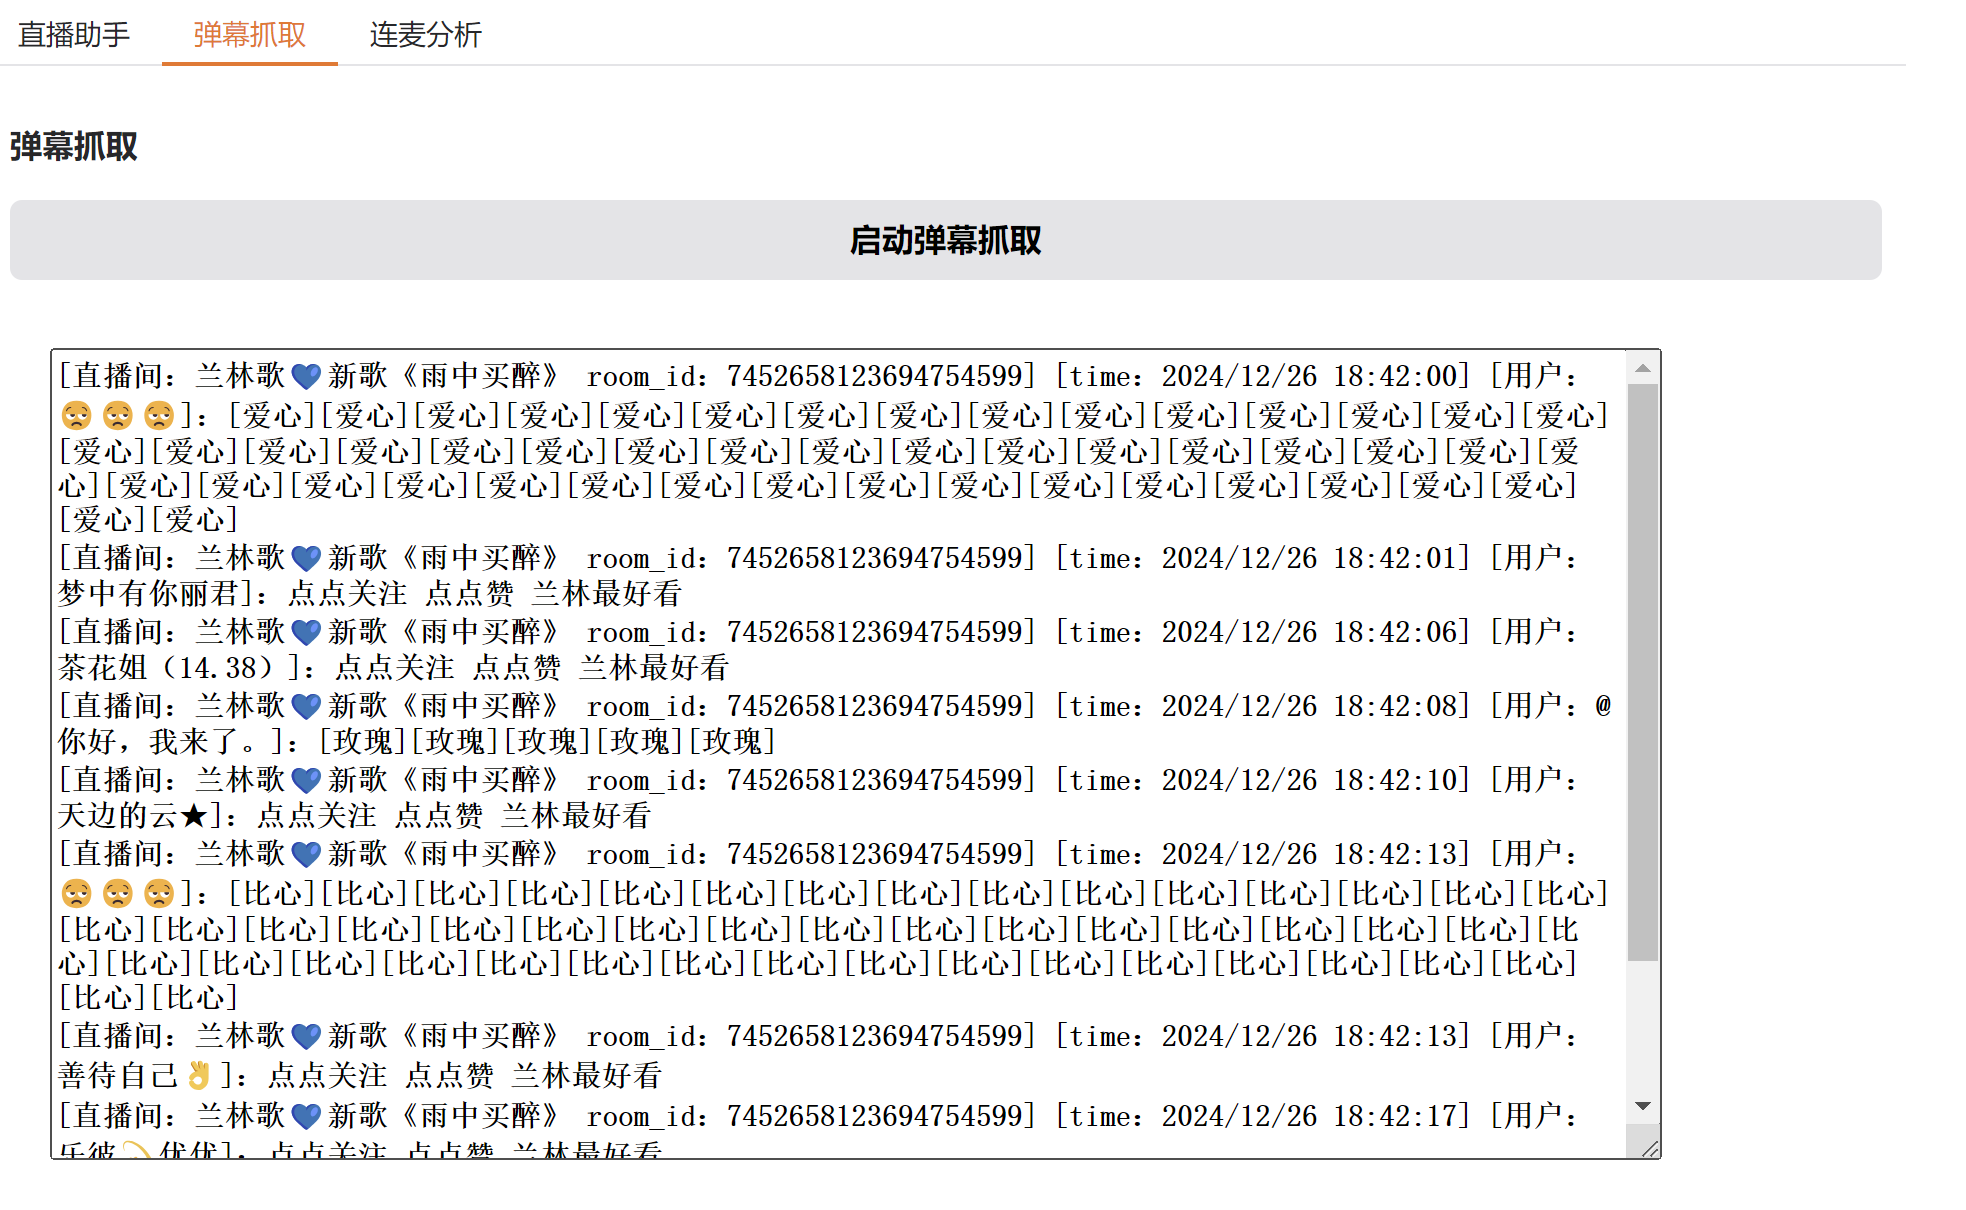 直播助手 弹幕抓取 连麦分析
弹幕抓取
启动弹幕抓取
[直播间：兰林歌💙新歌《雨中买醉》 room_id：7452658123694754599] [time：2024/12/26 18:42:00] [用户：
😩😩😩]：[爱心][爱心][爱心][爱心][爱心][爱心][爱心][爱心][爱心][爱心][爱心][爱心][爱心][爱心][爱心]
[爱心][爱心][爱心][爱心][爱心][爱心][爱心][爱心][爱心][爱心][爱心][爱心][爱心][爱心][爱心][爱心][爱
心][爱心][爱心][爱心][爱心][爱心][爱心][爱心][爱心][爱心][爱心][爱心][爱心][爱心][爱心][爱心][爱心]
[爱心][爱心]
[直播间：兰林歌💙新歌《雨中买醉》 room_id：7452658123694754599] [time：2024/12/26 18:42:01] [用户：
梦中有你丽君]：点点关注 点点赞 兰林最好看
[直播间：兰林歌💙新歌《雨中买醉》 room_id：7452658123694754599] [time：2024/12/26 18:42:06] [用户：
茶花姐（14.38）]：点点关注 点点赞 兰林最好看
[直播间：兰林歌💙新歌《雨中买醉》 room_id：7452658123694754599] [time：2024/12/26 18:42:08] [用户：@
你好，我来了。]：[玫瑰][玫瑰][玫瑰][玫瑰][玫瑰]
[直播间：兰林歌💙新歌《雨中买醉》 room_id：7452658123694754599] [time：2024/12/26 18:42:10] [用户：
天边的云★]：点点关注 点点赞 兰林最好看
[直播间：兰林歌💙新歌《雨中买醉》 room_id：7452658123694754599] [time：2024/12/26 18:42:13] [用户：
😩😩😩]：[比心][比心][比心][比心][比心][比心][比心][比心][比心][比心][比心][比心][比心][比心][比心]
[比心][比心][比心][比心][比心][比心][比心][比心][比心][比心][比心][比心][比心][比心][比心][比心][比
心][比心][比心][比心][比心][比心][比心][比心][比心][比心][比心][比心][比心][比心][比心][比心][比心]
[比心][比心]
[直播间：兰林歌💙新歌《雨中买醉》 room_id：7452658123694754599] [time：2024/12/26 18:42:13] [用户：
善待自己👌]：点点关注 点点赞 兰林最好看
[直播间：兰林歌💙新歌《雨中买醉》 room_id：7452658123694754599] [time：2024/12/26 18:42:17] [用户：
优优]：点点关注 点点赞 兰林最好看